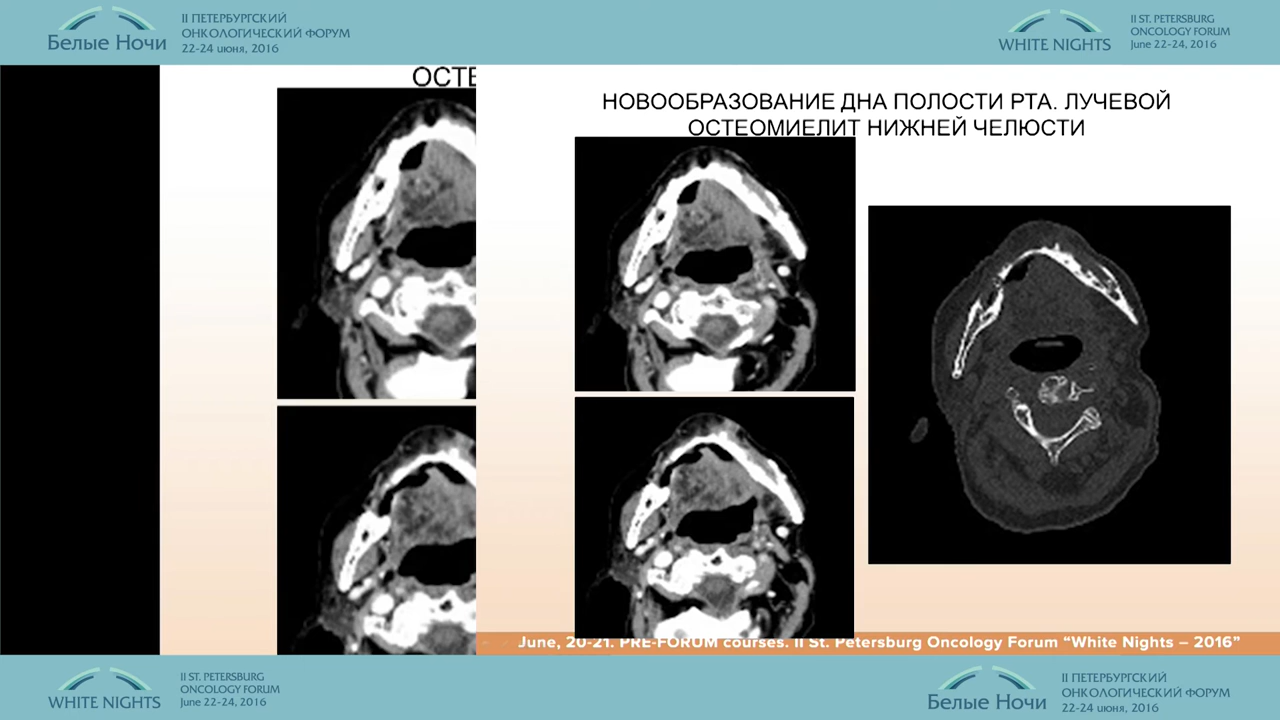 II ПЕТЕРБУРГСКИЙ
ОНКОЛОГИЧЕСКИЙ ФОРУМ
22-24 июня, 2016
Белые Ночи
II ST. PETERSBURG
ONCOLOGY FORUM
June 22-24, 2016
WHITE NIGHTS
ОСТЕ
НОВООБРАЗОВАНИЕ ДНА ПОЛОСТИ РТА. ЛУЧЕВОЙ
ОСТЕОМИЕЛИТ НИЖНЕЙ ЧЕЛЮСТИ
June, 20-21. PRE-FORUM courses. II St. Petersburg Oncology Forum “White Nights – 2016”
II ST. PETERSBURG
ONCOLOGY FORUM
June 22-24, 2016
WHITE NIGHTS
II ПЕТЕРБУРГСКИЙ
ОНКОЛОГИЧЕСКИЙ ФОРУМ
22-24 июня, 2016
Белые Ночи